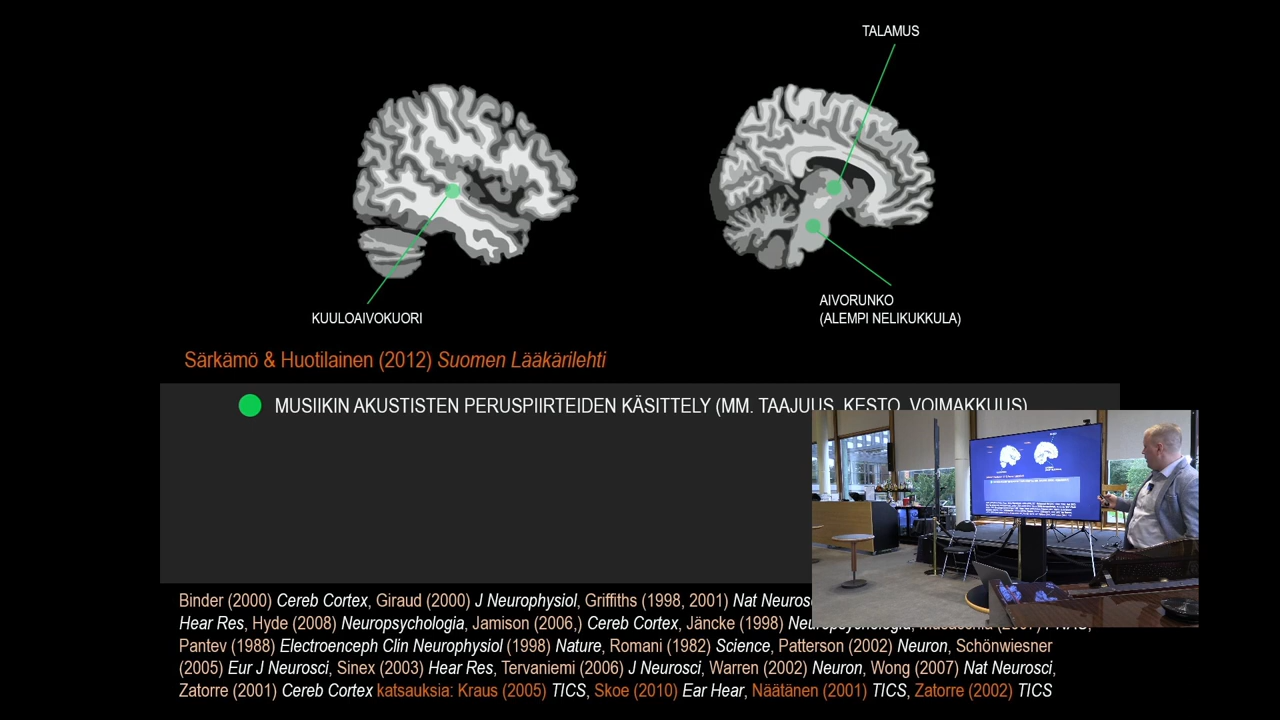 TALAMUS
KUULOAIVOKUORI
AIVORUNKO
(ALEMPI NELIKUKKULA)
Särkämö & Huotilainen (2012) Suomen Lääkärilehti
MUSIIKIN AKUSTISTEN PERUSPIIRTEIDEN KÄSITTELY (MM. TAAJUUS, KESTO, VOIMAKKUUS)
Binder (2000) Cereb Cortex, Giraud (2000) J Neurophysiol, Griffiths (1998, 2001) Nat
Hear Res, Hyde (2008) Neuropsychologia, Jamison (2006,) Cereb Cortex, Jäncke (1998)
Pantev (1988) Electroenceph Clin Neurophysiol (1998) Nature, Romani (1982) Science, Patterson (2002) Neuron, Schönwiesner
(2005) Eur J Neurosci, Sinex (2003) Hear Res, Tervaniemi (2006) J Neurosci, Warren (2002) Neuron, Wong (2007) Nat Neurosci,
Zatorre (2001) Cereb Cortex katsauksia: Kraus (2005) TICS, Skoe (2010) Ear Hear, Näätänen (2001) TICS, Zatorre (2002) TICS